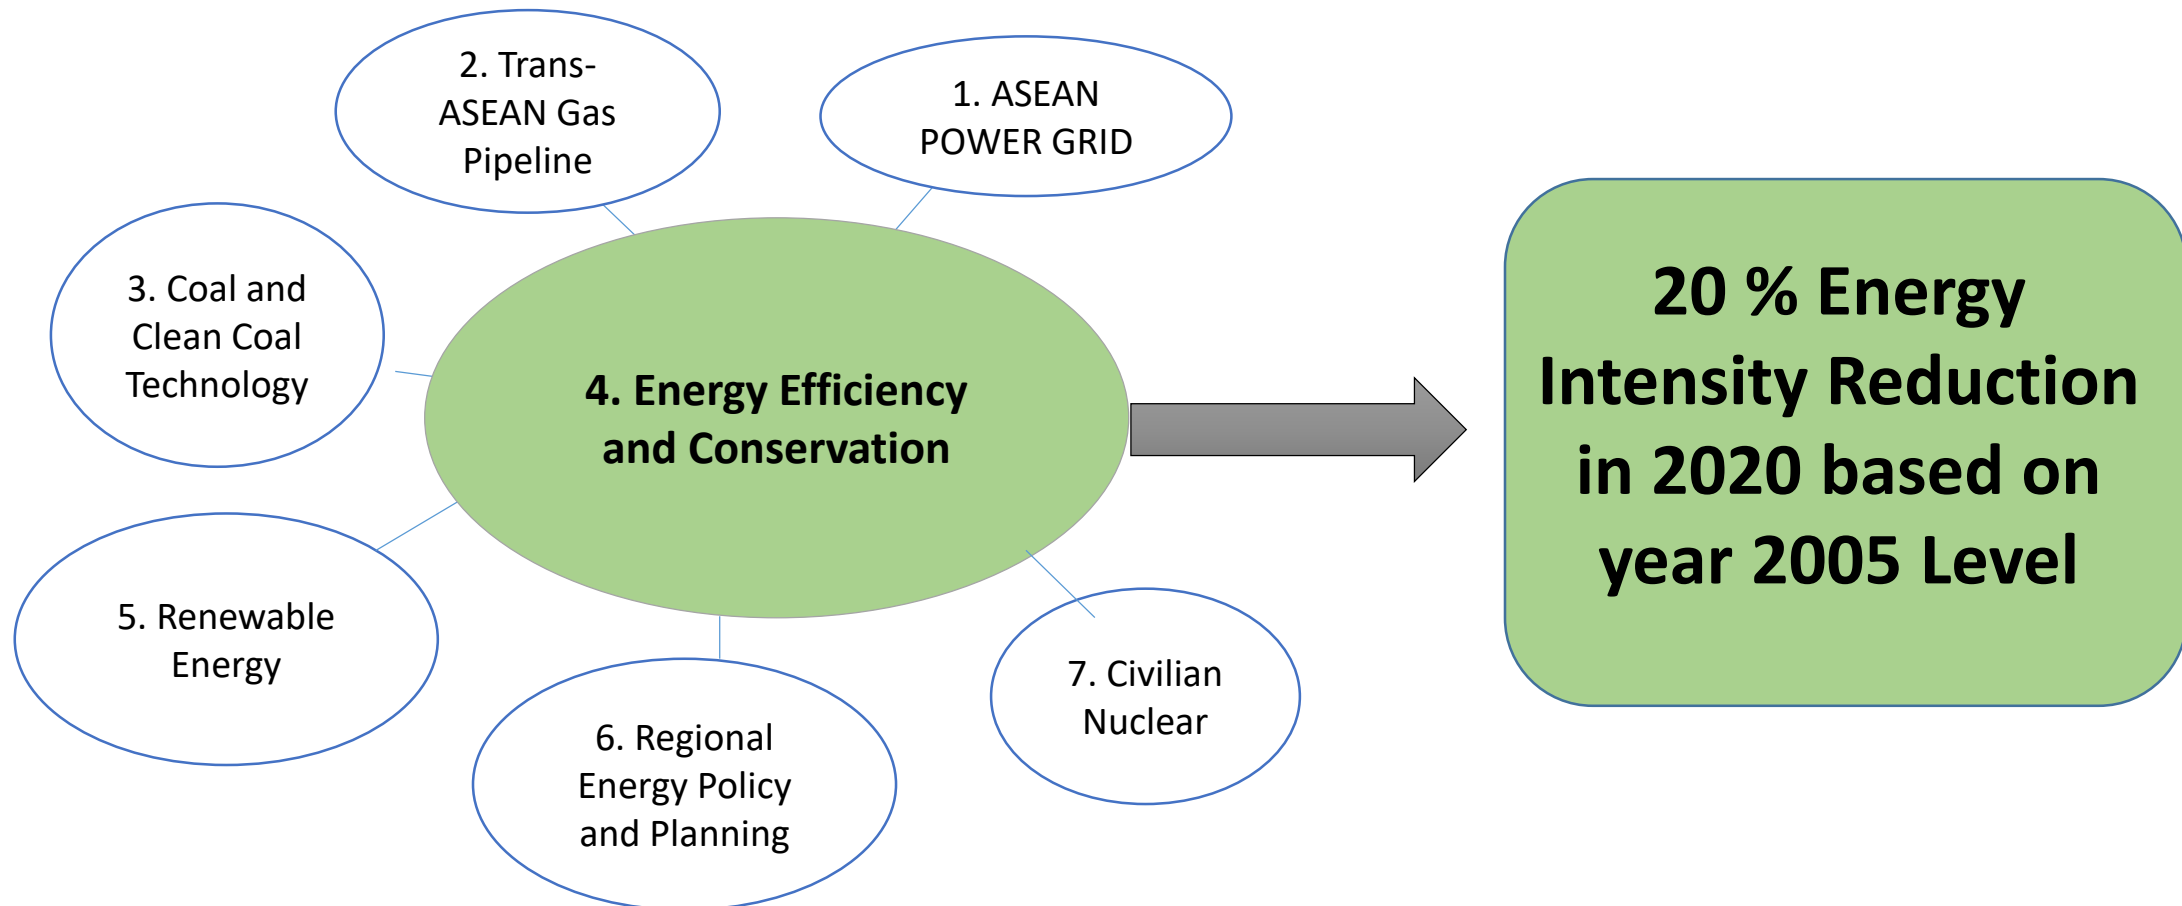 1. ASEAN
POWER GRID
2. Trans-
ASEAN Gas
Pipeline
3. Coal and
Clean Coal
Technology
4. Energy Efficiency
and Conservation
5. Renewable
Energy
6. Regional
Energy Policy
and Planning
7. Civilian
Nuclear
20 % Energy
Intensity Reduction
in 2020 based on
year 2005 Level